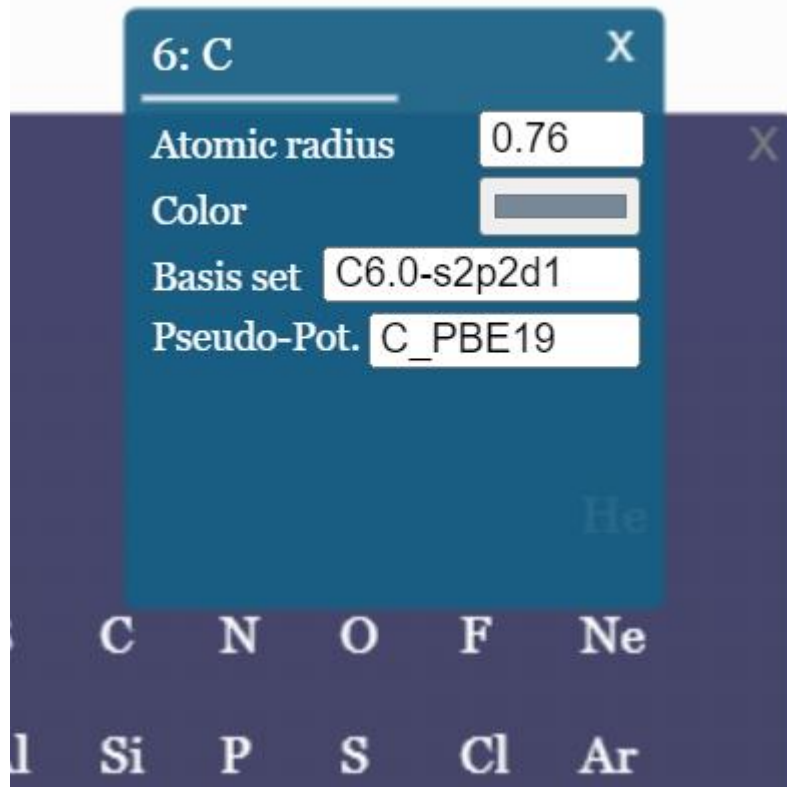 6: C X
Atomic radius 0.76
X
Color
Basis set C6.0-s2p2d1
Pseudo-Pot. C_PBE19
He
C N O F Ne
Si P S Cl Ar